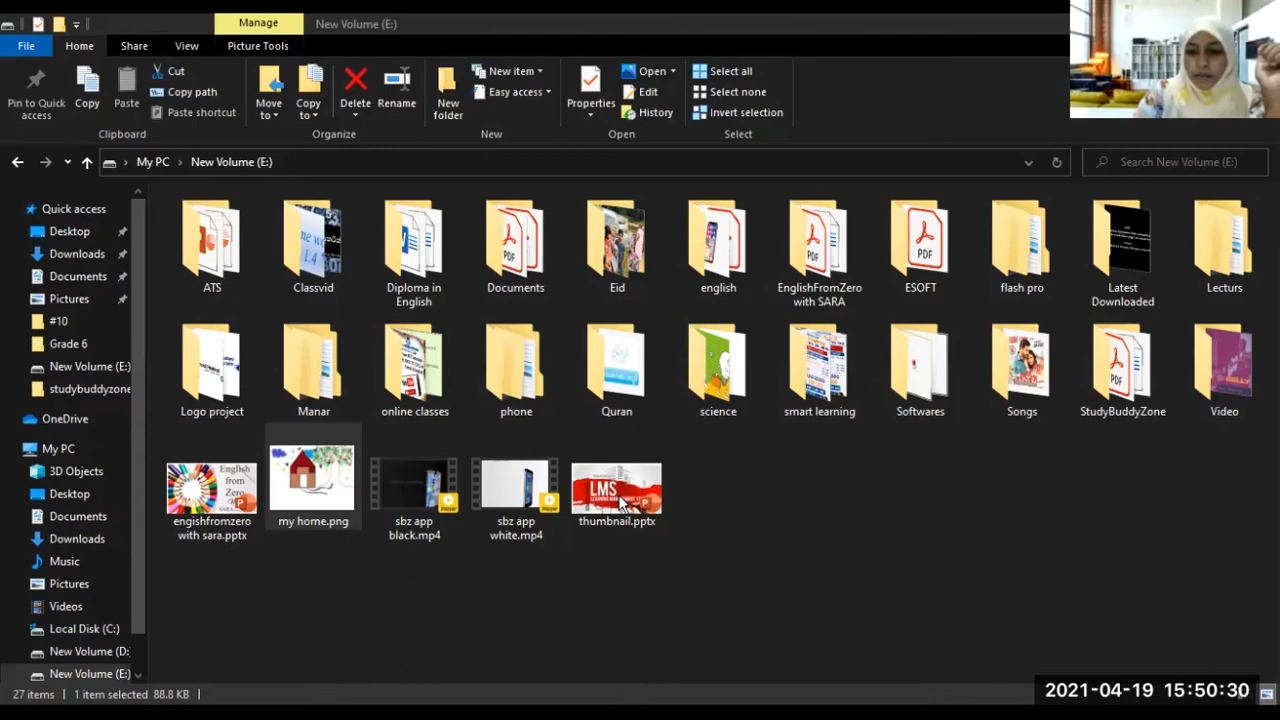 Manage
New Volume (E:)
File
Home
Share
View
Picture Tools
Pin to Quick
access
Copy
Paste
Cut
Copy path
Paste shortcut
Clipboard
Move
to
Copy
to
Delete
Rename
Organize
New
folder
New item
Easy access
New
Properties
Open
Edit
History
Open
Select all
Select none
Invert selection
Select
My PC
New Volume (E:)
Search New Volume (E:)
Quick access
Desktop
Downloads
Documents
Pictures
#10
Grade 6
New Volume (E:)
studybuddyzone
OneDrive
My PC
3D Objects
Desktop
Documents
Downloads
Music
Pictures
Videos
Local Disk (C:)
New Volume (D:
New Volume (E:)
ATS
Classvid
Diploma in
English
Documents
Eid
english
EnglishFromZero
with SARA
PDF
ESOFT
flash pro
Latest
Downloaded
Lecturs
Logo project
Manar
online classes
phone
Quran
science
smart learning
Softwares
Songs
StudyBuddyZone
Video
English
from
Zero
engishfromzero
with sara.pptx
my home.png
sbz app
black.mp4
sbz app
white.mp4
LMS
thumbnail.pptx
27 items
1 item selected 88.8 KB
2021-04-19 15:50:30